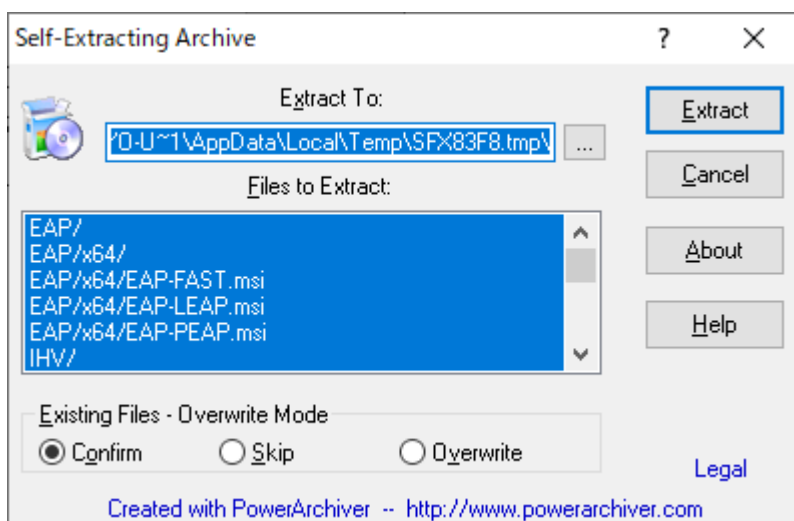 Self-Extracting Archive
Extract To:
Extract
O-U~1\AppData\Local\Temp\SFX83F8.tmp\
...
Cancel
Files to Extract:
EAP/
EAP/x64/
EAP/x64/EAP-FAST.msi
EAP/x64/EAP-LEAP.msi
EAP/x64/EAP-PEAP.msi
IHV/
About
Help
Existing Files - Overwrite Mode
Confirm Skip Overwrite
Legal
Created with PowerArchiver -- http://www.powerarchiver.com